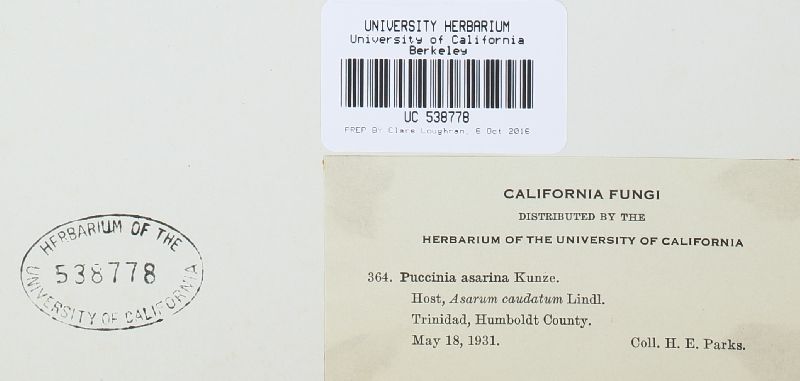 UNIVERSITY HERBARIUM
University of California
Berkeley
UC 538778
PREP BY Clare Loughran, 6 Oct 2016
CALIFORNIA FUNGI
DISTRIBUTED BY THE
HERBARIUM OF THE UNIVERSITY OF CALIFORNIA
364. Puccinia asarina Kunze.
Host, Asarum caudatum Lindl.
Trinidad, Humboldt County.
May 18, 1931. Coll. H. E. Parks.
HERBARIUM OF THE
538778
UNIVERSITY OF CALIFORNIA